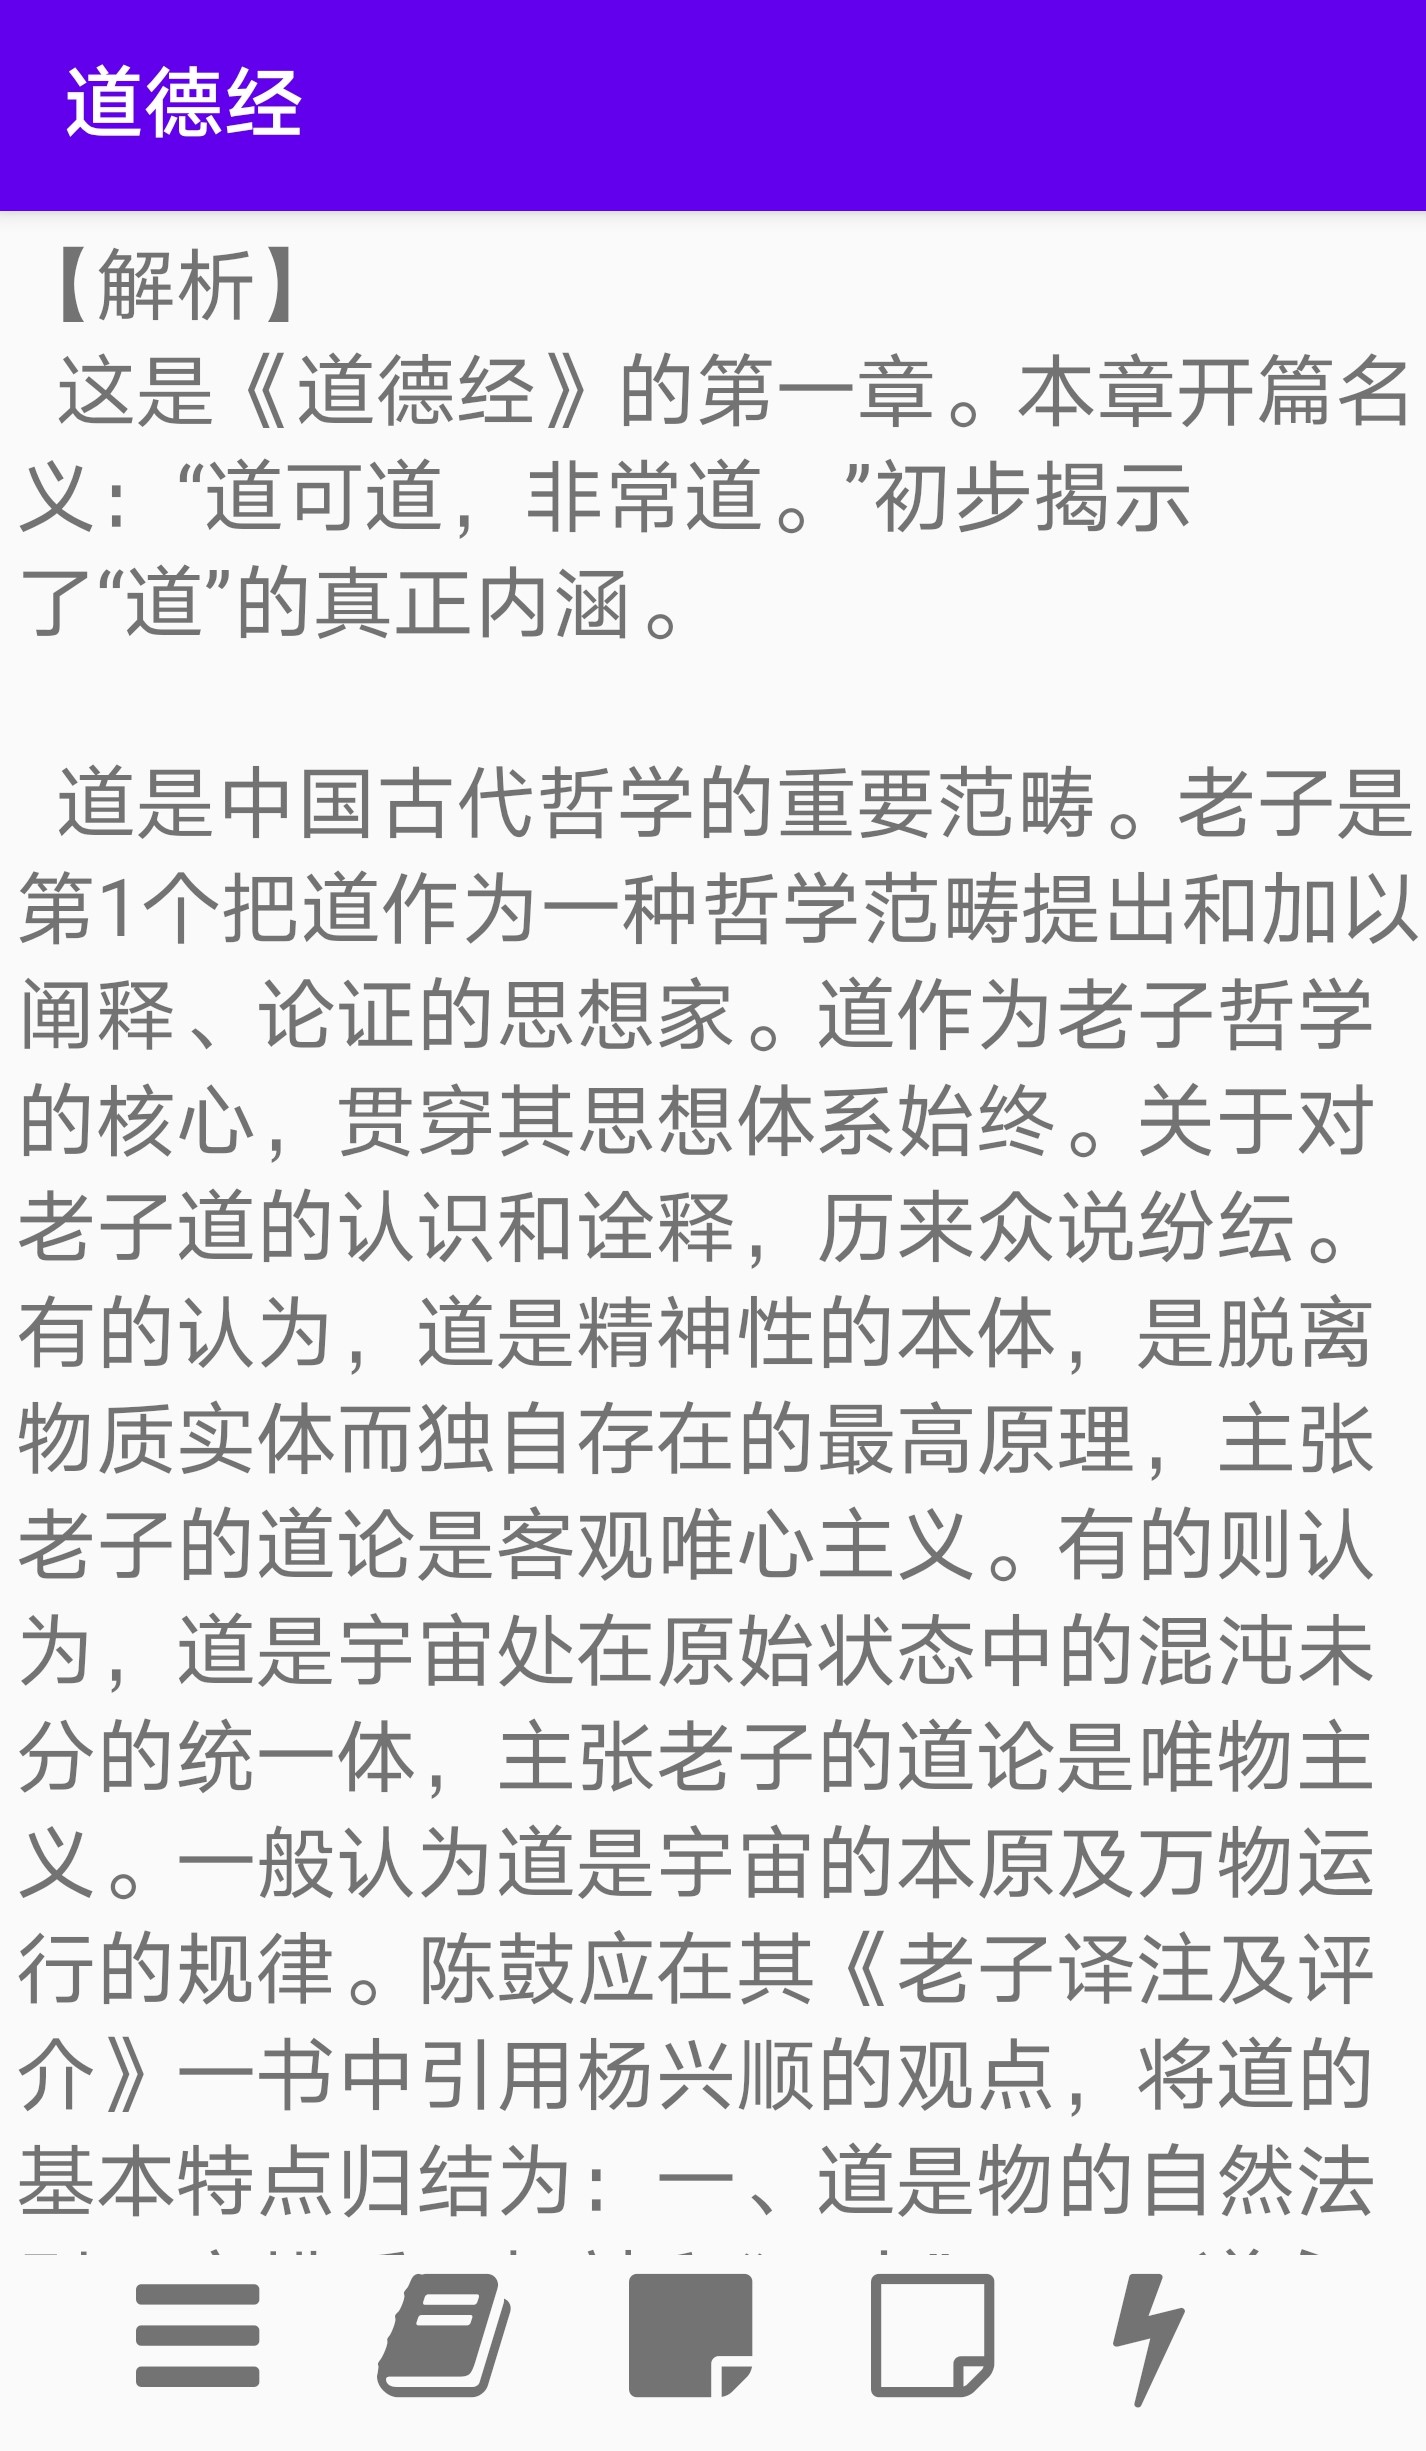 道德经
【解析】
这是《道德经》的第一章。本章开篇名
义：“道可道，非常道。”初步揭示
了“道”的真正内涵。
道是中国古代哲学的重要范畴。老子是
第1个把道作为一种哲学范畴提出和加以
阐释、论证的思想家。道作为老子哲学
的核心，贯穿其思想体系始终。关于对
老子道的认识和诠释，历来众说纷纭。
有的认为，道是精神性的本体，是脱离
物质实体而独自存在的最高原理，主张
老子的道论是客观唯心主义。有的则认
为，道是宇宙处在原始状态中的混沌未
分的统一体，主张老子的道论是唯物主
义。一般认为道是宇宙的本原及万物运
行的规律。陈鼓应在其《老子译注及评
介》一书中引用杨兴顺的观点，将道的
基本特点归结为：一、道是物的自然法